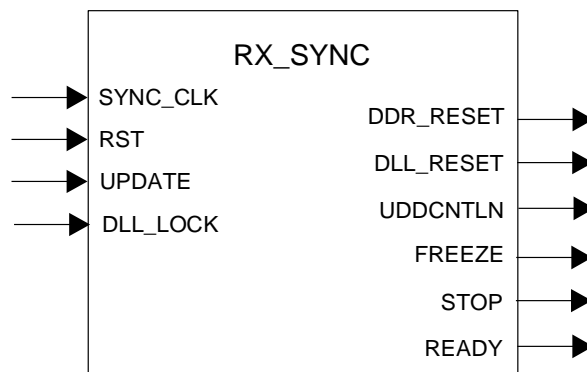 RX_SYNC
SYNC_CLK
RST
UPDATE
DLL_LOCK
DDR_RESET
DLL_RESET
UDDCNTLN
FREEZE
STOP
READY